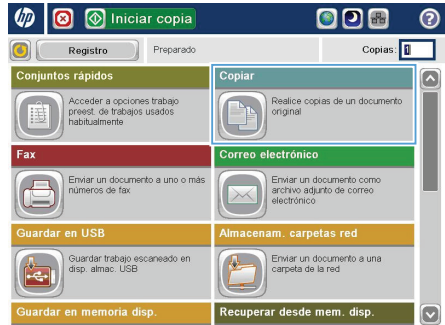 hp
Iniciar copia
?
Registro
Preparado
Copias: 1
Conjuntos rápidos
Acceder a opciones trabajo
preest. de trabajos usados
habitualmente
Copiar
Realice copias de un documento
original
Fax
Enviar un documento a uno o más
números de fax
Correo electrónico
Enviar un documento como
archivo adjunto de correo
electrónico
Guardar en USB
Guardar trabajo escaneado en
disp. almac. USB
Almacenam. carpetas red
Enviar un documento a una
carpeta de la red
Guardar en memoria disp.
Recuperar desde mem. disp.